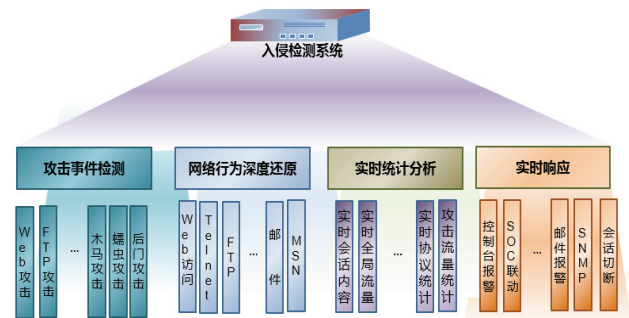 入侵检测系统
攻击事件检测
网络行为深度还原
实时统计分析
实时响应
Web攻击
FTP攻击
...
木马攻击
蠕虫攻击
后门攻击
Web访问
Telnet
FTP
...
邮件
MSN
实时会话内容
实时全局流量
...
实时协议统计
攻击流量统计
控制台报警
SOC联动
...
邮件报警
SNMP
会话切断